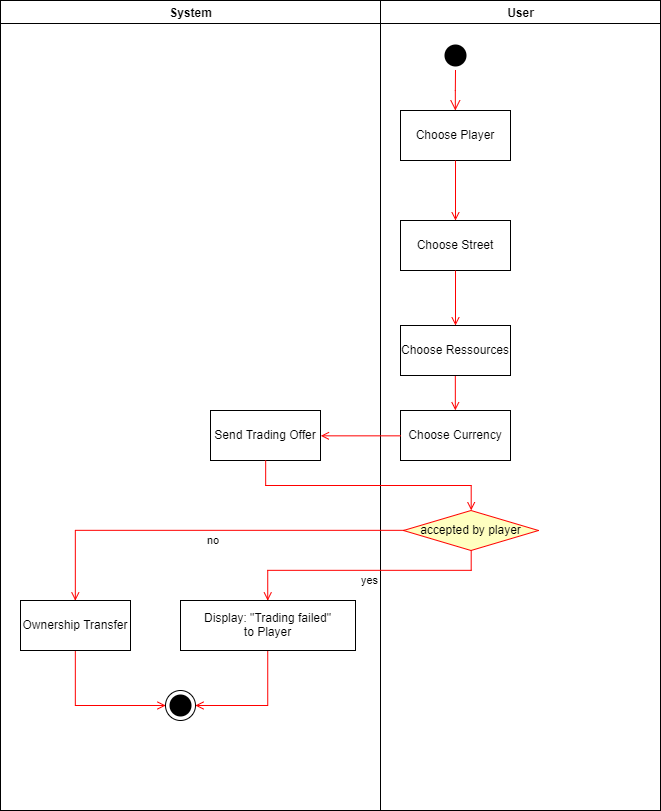 System
User
Choose Player
Choose Street
Choose Ressources
Send Trading Offer
Choose Currency
accepted by player
no
yes
Ownership Transfer
Display: "Trading failed"
to Player